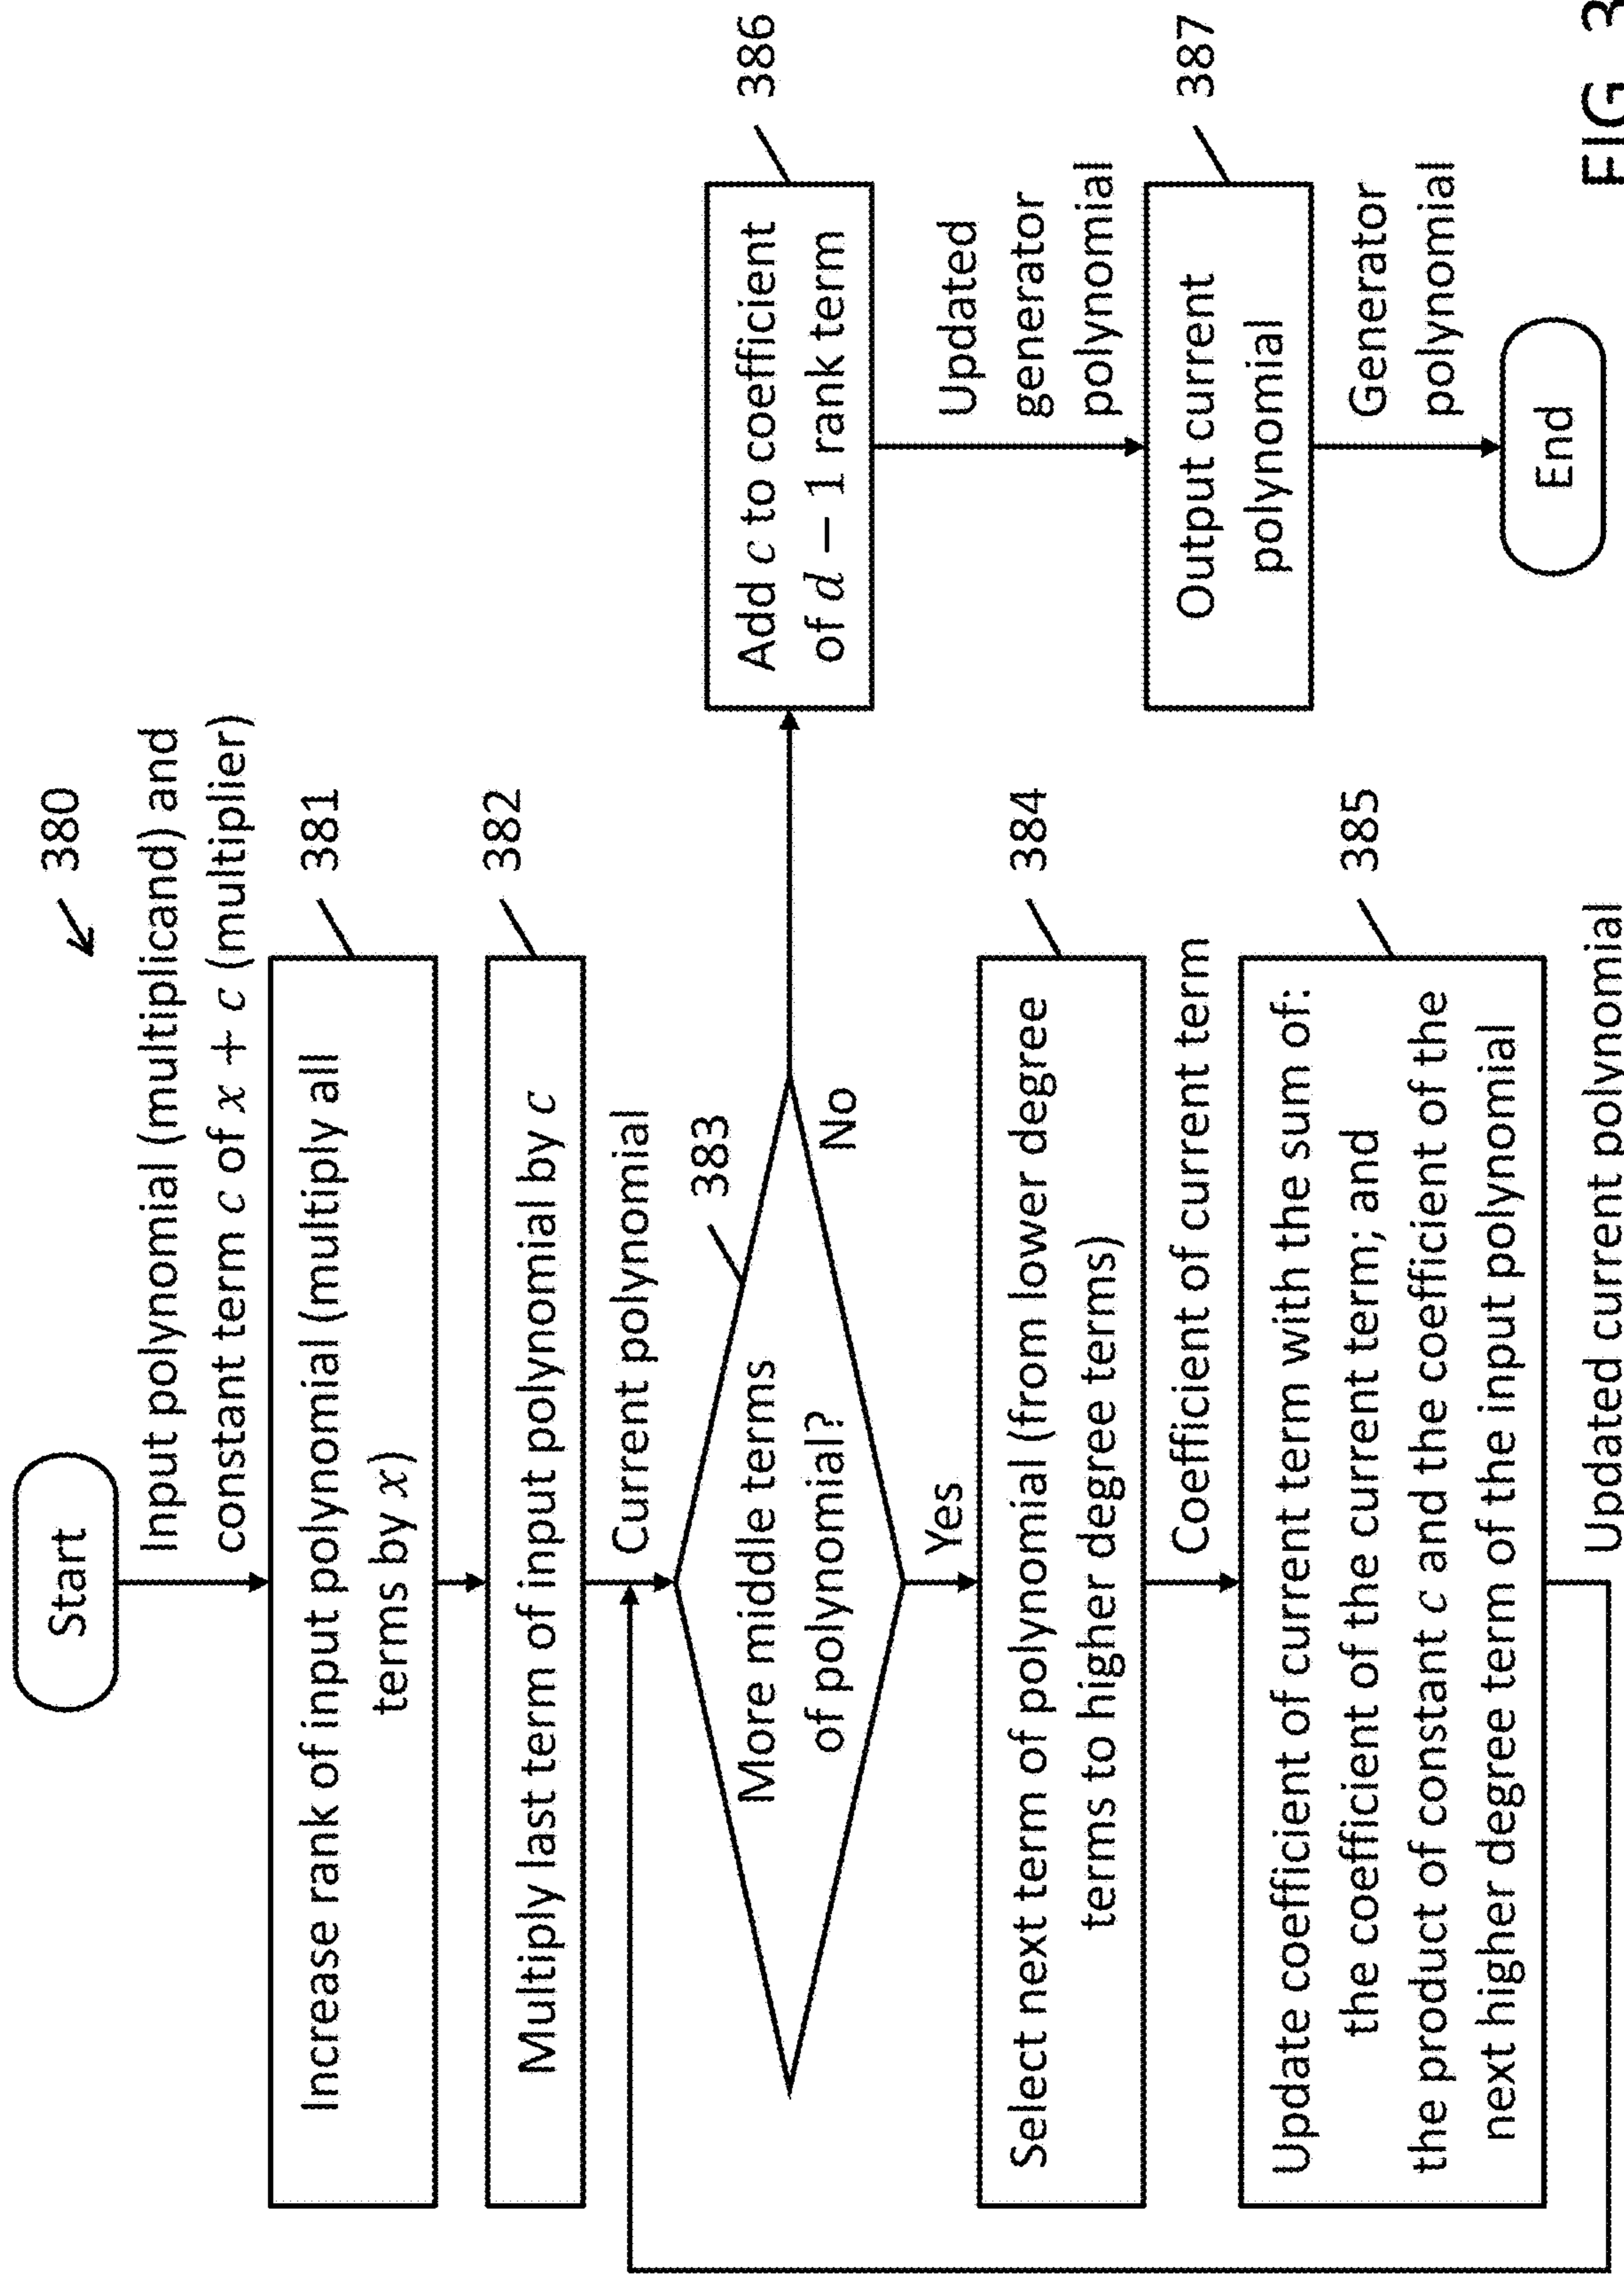 380
Start
Input polynomial (multiplicand) and
constant term c of x + c (multiplier)
381
Increase rank of input polynomial (multiply all
terms by x)
382
Multiply last term of input polynomial by c
Current polynomial
383
More middle terms
of polynomial?
No
Yes
384
Select next term of polynomial (from lower degree
terms to higher degree terms)
Coefficient of current term
385
Update coefficient of current term with the sum of:
the coefficient of the current term; and
the product of constant c and the coefficient of the
next higher degree term of the input polynomial
Updated current polynomial
386
Add c to coefficient
of d − 1 rank term
Updated
generator
polynomial
387
Output current
polynomial
Generator
polynomial
End
FIG 3